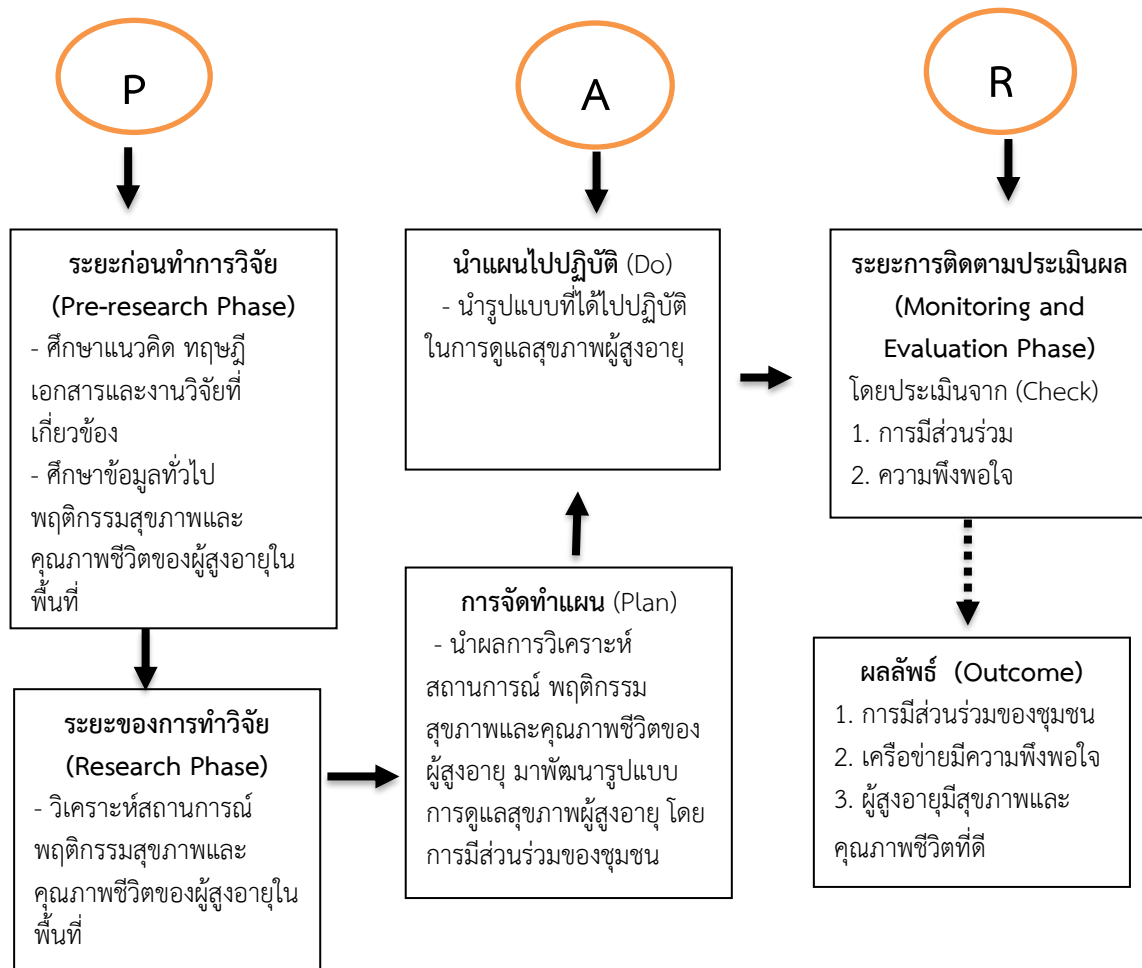 P
A
R
ระยะก่อนทำการวิจัย
(Pre-research Phase)
- ศึกษาแนวคิด ทฤษฎี
เอกสารและงานวิจัยที่
เกี่ยวข้อง
- ศึกษาข้อมูลทั่วไป
พฤติกรรมสุขภาพและ
คุณภาพชีวิตของผู้สูงอายุใน
พื้นที่
ระยะของการทำวิจัย
(Research Phase)
- วิเคราะห์สถานการณ์
พฤติกรรมสุขภาพและ
คุณภาพชีวิตของผู้สูงอายุใน
พื้นที่
นำแผนไปปฏิบัติ (Do)
- นำรูปแบบที่ได้ไปปฏิบัติ
ในการดูแลสุขภาพผู้สูงอายุ
การจัดทำแผน (Plan)
- นำผลการวิเคราะห์
สถานการณ์ พฤติกรรม
สุขภาพและคุณภาพชีวิตของ
ผู้สูงอายุ มาพัฒนารูปแบบ
การดูแลสุขภาพผู้สูงอายุ โดย
การมีส่วนร่วมของชุมชน
ระยะการติดตามประเมินผล
(Monitoring and
Evaluation Phase)
โดยประเมินจาก (Check)
1. การมีส่วนร่วม
2. ความพึงพอใจ
ผลลัพธ์ (Outcome)
1. การมีส่วนร่วมของชุมชน
2. เครือข่ายมีความพึงพอใจ
3. ผู้สูงอายุมีสุขภาพและ
คุณภาพชีวิตที่ดี